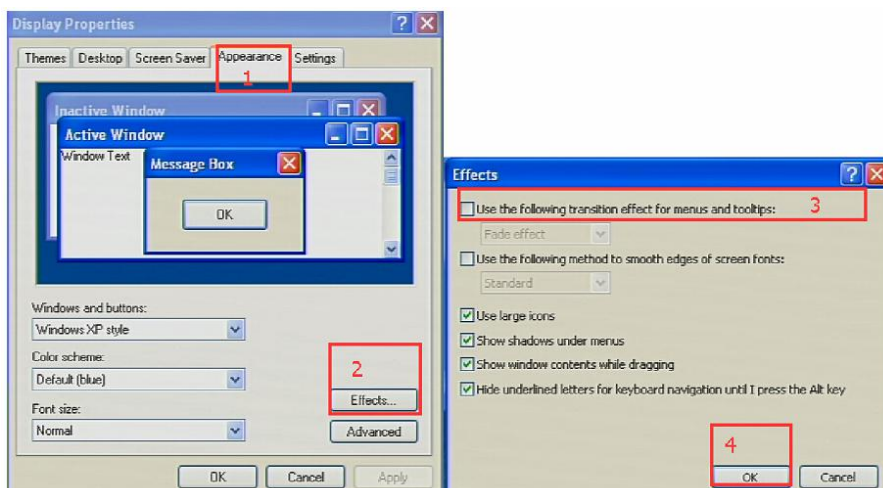 Display Properties
Themes Desktop Screen Saver Appearance Settings
1
Inactive Window
Active Window
Window Text
Message Box
OK
Windows and buttons:
Windows XP style
Color scheme:
Default (blue)
2
Effects...
Font size:
Normal
Advanced
OK Cancel Apply
Effects
Use the following transition effect for menus and tooltips: 3
Fade effect
Use the following method to smooth edges of screen fonts:
Standard
Use large icons
Show shadows under menus
Show window contents while dragging
Hide underlined letters for keyboard navigation until I press the Alt key
4
OK Cancel